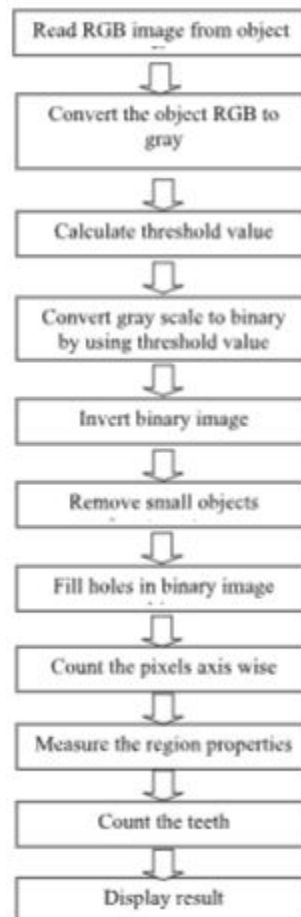 Read RGB image from object
Convert the object RGB to
gray
Calculate threshold value
Convert gray scale to binary
by using threshold value
Invert binary image
Remove small objects
Fill holes in binary image
Count the pixels axis wise
Measure the region properties
Count the teeth
Display result